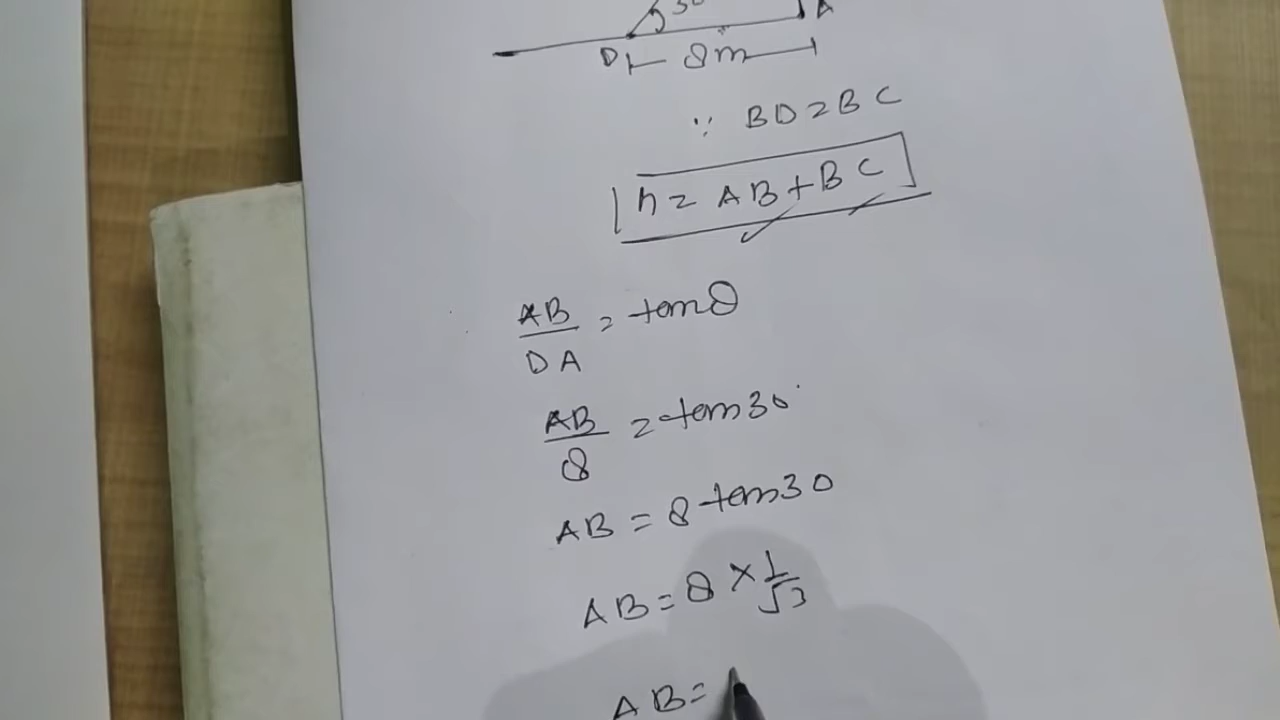 30 A
D 8m
∵ BD = BC
h = AB + BC
AB/DA = tanθ
AB/8 = tan30°
AB = 8 tan30
AB = 8 × 1/√3
AB =